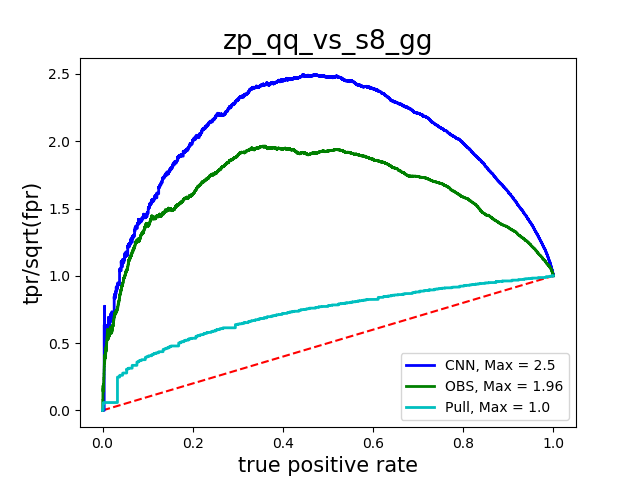 zp_qq_vs_s8_gg
tpr/sqrt(fpr)
2.5
2.0
1.5
1.0
0.5
0.0
CNN, Max = 2.5
OBS, Max = 1.96
Pull, Max = 1.0
0.0 0.2 0.4 0.6 0.8 1.0
true positive rate